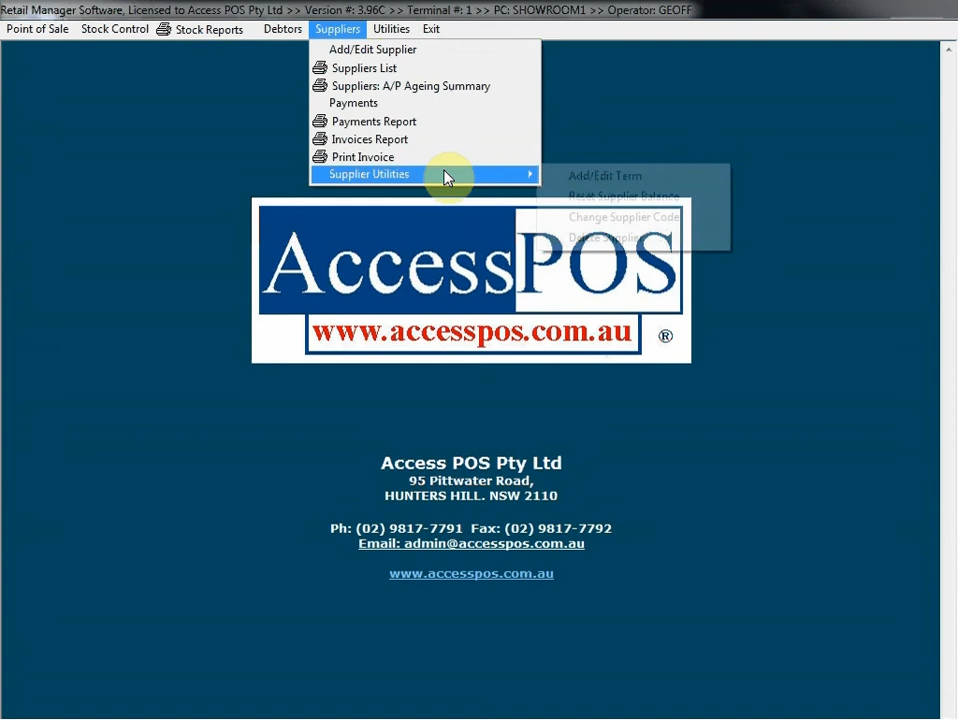 Retail Manager Software, Licensed to Access POS Pty Ltd >> Version #: 3.96C >> Terminal #: 1 >> PC: SHOWROOM1 >> Operator: GEOFF
Point of Sale Stock Control Stock Reports Debtors Suppliers Utilities Exit
Add/Edit Supplier
Suppliers List
Suppliers: A/P Ageing Summary
Payments
Payments Report
Invoices Report
Print Invoice
Supplier Utilities
Add/Edit Term
Reset Supplier Balance
Change Supplier Code
Delete Supplier
AccessPOS
www.accesspos.com.au ®
Access POS Pty Ltd
95 Pittwater Road,
HUNTERS HILL. NSW 2110
Ph: (02) 9817-7791 Fax: (02) 9817-7792
Email: admin@accesspos.com.au
www.accesspos.com.au